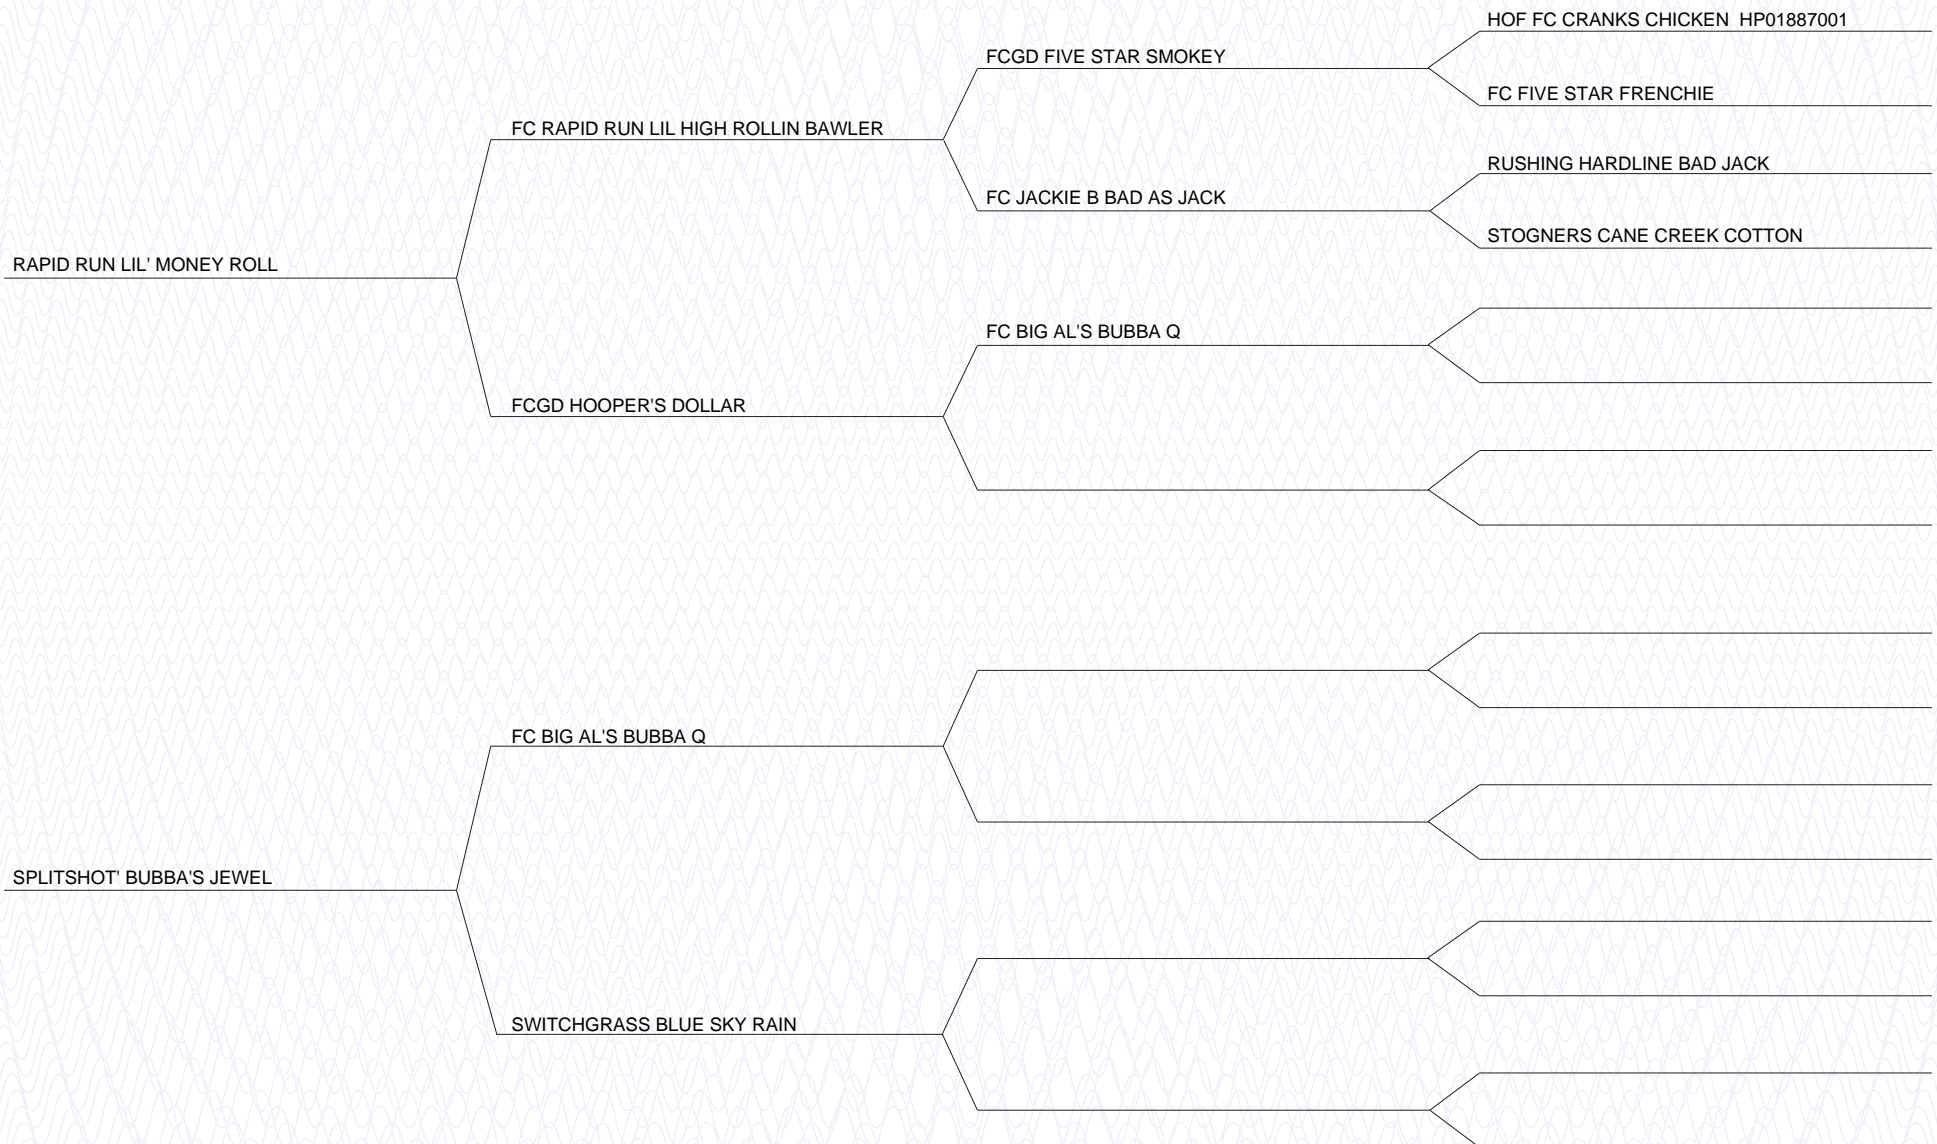 HOF FC CRANKS CHICKEN  HP01887001
FCGD FIVE STAR SMOKEY
FC FIVE STAR FRENCHIE
FC RAPID RUN LIL HIGH ROLLIN BAWLER
RUSHING HARDLINE BAD JACK
FC JACKIE B BAD AS JACK
STOGNERS CANE CREEK COTTON
RAPID RUN LIL' MONEY ROLL
FC BIG AL'S BUBBA Q
FCGD HOOPER'S DOLLAR
FC BIG AL'S BUBBA Q
SPLITSHOT' BUBBA'S JEWEL
SWITCHGRASS BLUE SKY RAIN